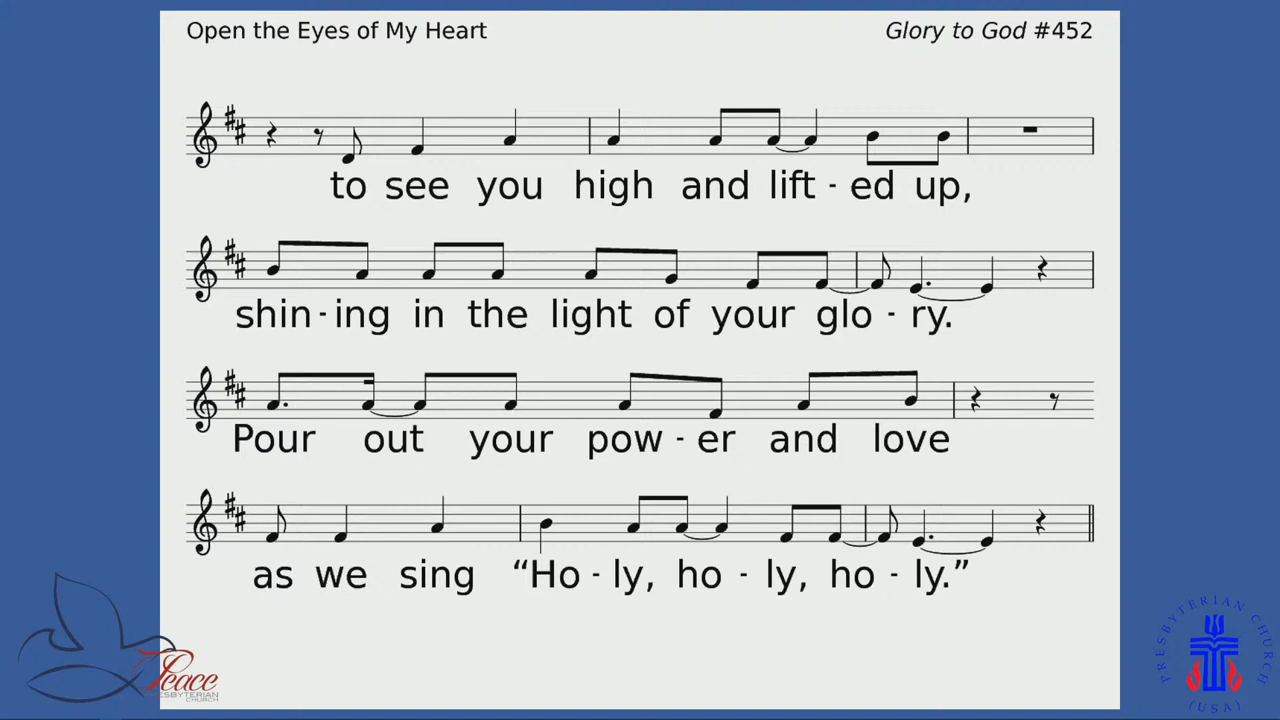 Open the Eyes of My Heart
Glory to God #452
to see you high and lift - ed up,
shin - ing in the light of your glo - ry.
Pour out your pow - er and love
as we sing “Ho - ly, ho - ly, ho - ly.”
Peace
PRESBYTERIAN
CHURCH
PRESBYTERIAN CHURCH
(USA)